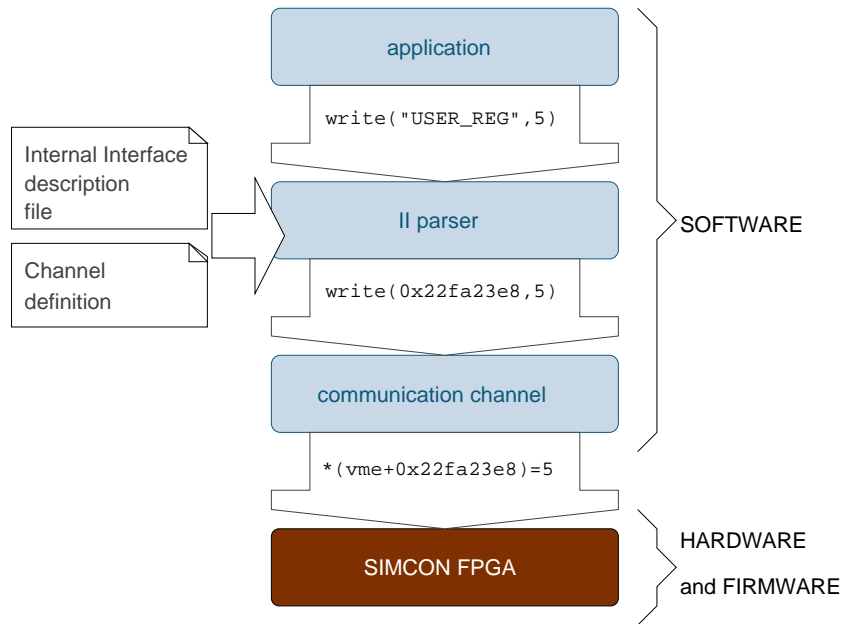 application
write("USER_REG",5)
Internal Interface
description
file
II parser
SOFTWARE
Channel
definition
write(0x22fa23e8,5)
communication channel
*(vme+0x22fa23e8)=5
SIMCON FPGA
HARDWARE
and FIRMWARE